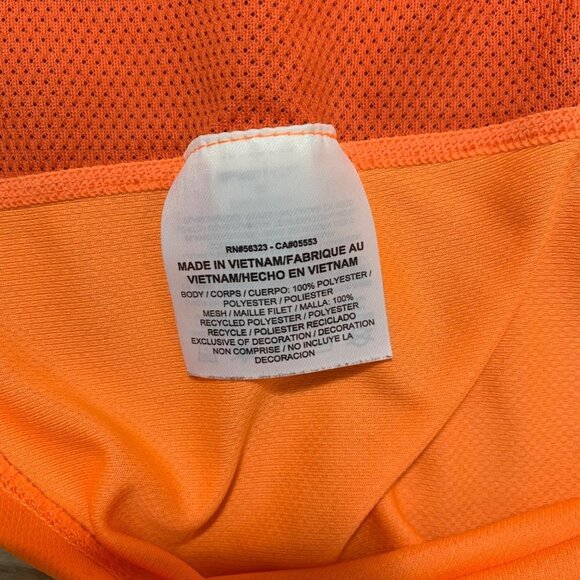 RN#56323 - CA#05553
MADE IN VIETNAM/FABRIQUE AU
VIETNAM/HECHO EN VIETNAM
BODY / CORPS / CUERPO: 100% POLYESTER /
POLYESTER / POLIESTER
MESH / MAILLE FILET / MALLA: 100%
RECYCLED POLYESTER / POLYESTER
RECYCLE / POLIESTER RECICLADO
EXCLUSIVE OF DECORATION / DECORATION
NON COMPRISE / NO INCLUYE LA
DECORACION